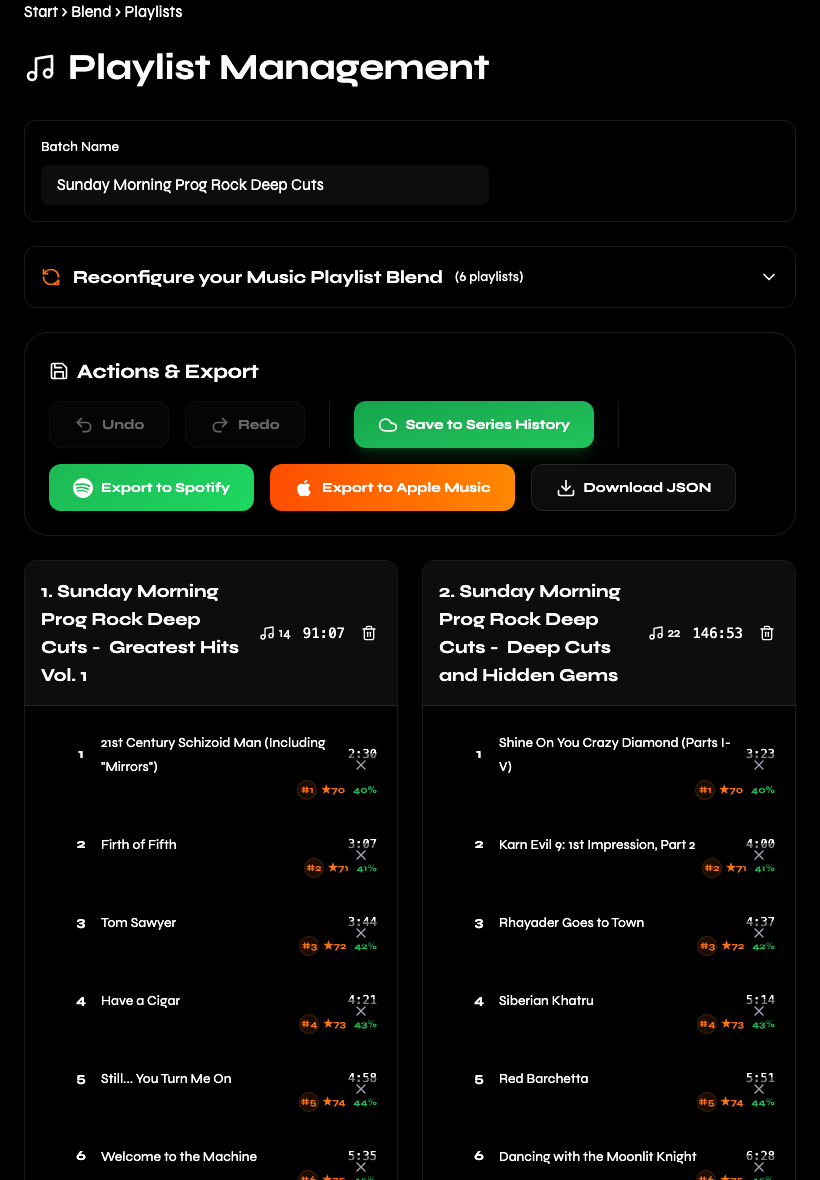 Start › Blend › Playlists
Playlist Management
Batch Name
Sunday Morning Prog Rock Deep Cuts
Reconfigure your Music Playlist Blend (6 playlists)
Actions & Export
Undo
Redo
Save to Series History
Export to Spotify
Export to Apple Music
Download JSON
1. Sunday Morning
Prog Rock Deep
Cuts - Greatest Hits
Vol. 1
14 91:07
1 21st Century Schizoid Man (Including
"Mirrors")
2:30
#1 ★70 40%
2 Firth of Fifth 3:07
#2 ★71 41%
3 Tom Sawyer 3:44
#3 ★72 42%
4 Have a Cigar 4:21
#4 ★73 43%
5 Still... You Turn Me On 4:58
#5 ★74 44%
6 Welcome to the Machine 5:35
2. Sunday Morning
Prog Rock Deep
Cuts - Deep Cuts
and Hidden Gems
22 146:53
1 Shine On You Crazy Diamond (Parts I-
V)
3:23
#1 ★70 40%
2 Karn Evil 9: 1st Impression, Part 2 4:00
#2 ★71 41%
3 Rhayader Goes to Town 4:37
#3 ★72 42%
4 Siberian Khatru 5:14
#4 ★73 43%
5 Red Barchetta 5:51
#5 ★74 44%
6 Dancing with the Moonlit Knight 6:28